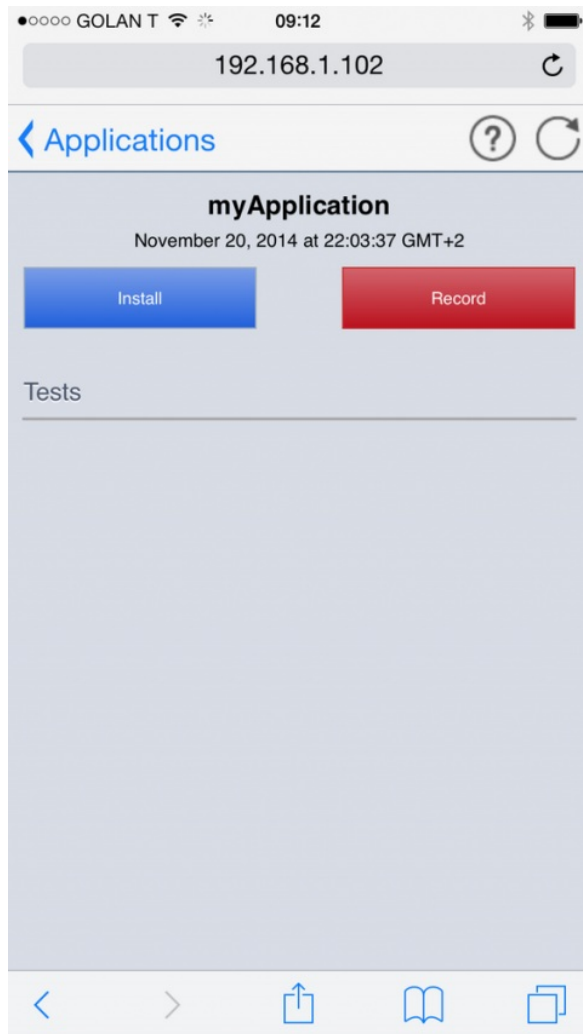 GOLAN T 09:12
192.168.1.102
Applications ?
myApplication
November 20, 2014 at 22:03:37 GMT+2
Install Record
Tests